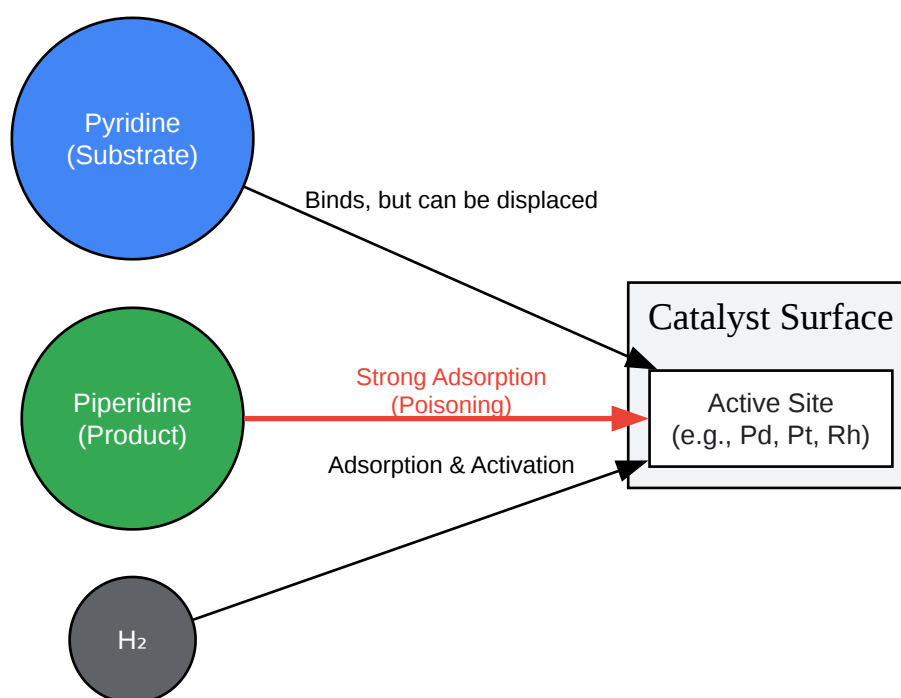 Pyridine
(Substrate)
Binds, but can be displaced
Catalyst Surface
Strong Adsorption
(Poisoning)
Piperidine
(Product)
Active Site
(e.g., Pd, Pt, Rh)
Adsorption & Activation
H₂